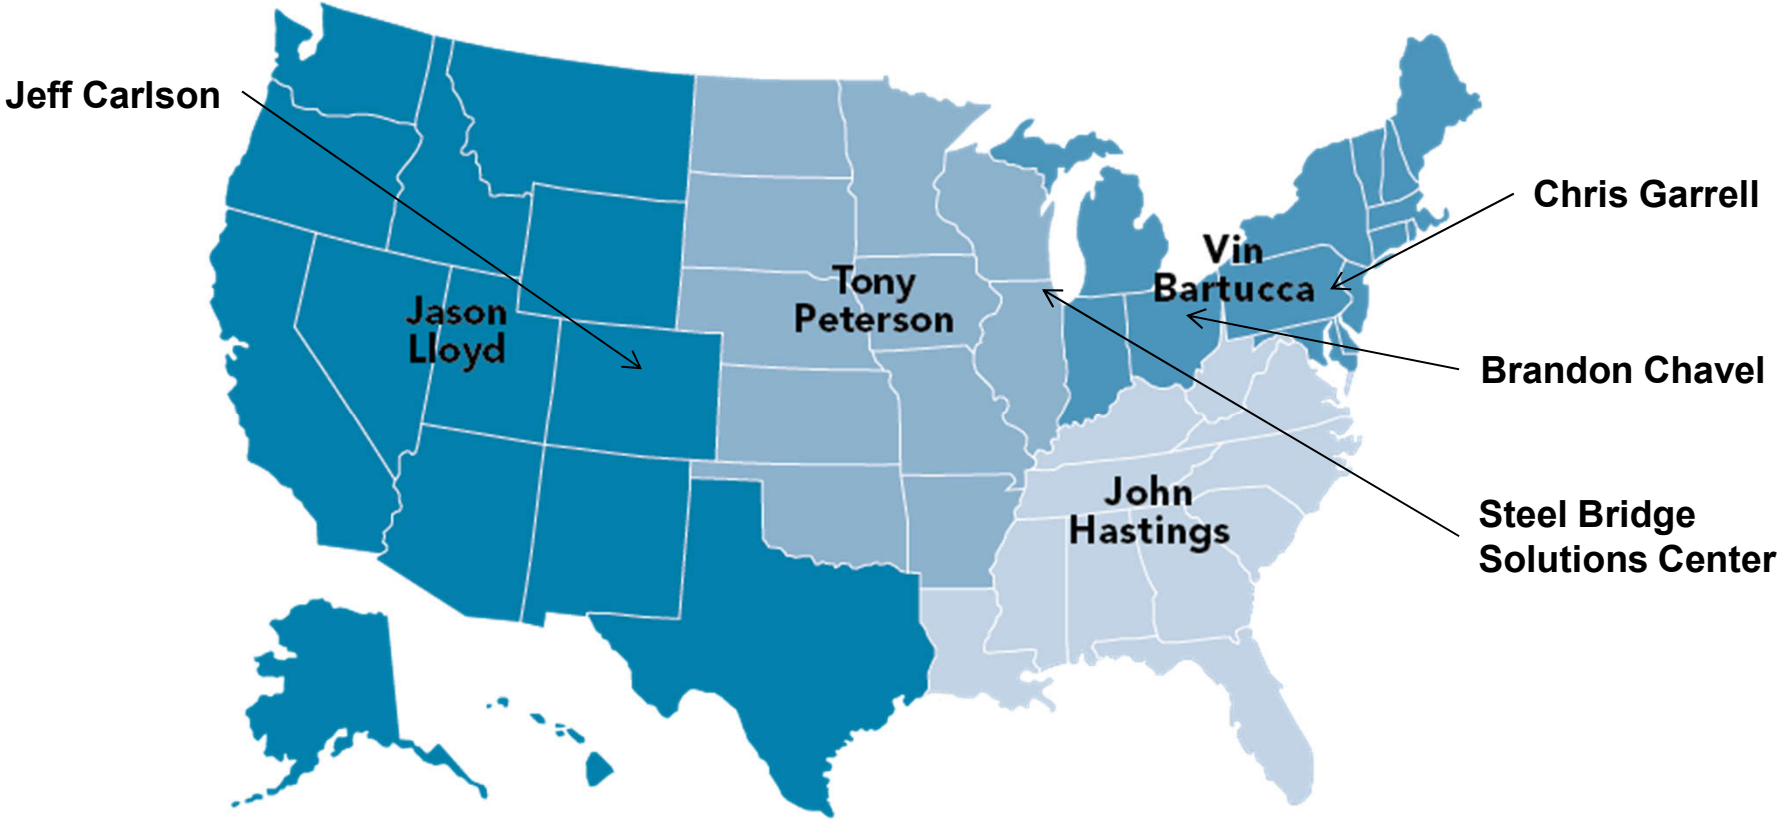 Jeff Carlson
Chris Garrell
Vin
Bartucca
Tony
Peterson
Jason
Lloyd
Brandon Chavel
John
Hastings
Steel Bridge
Solutions Center